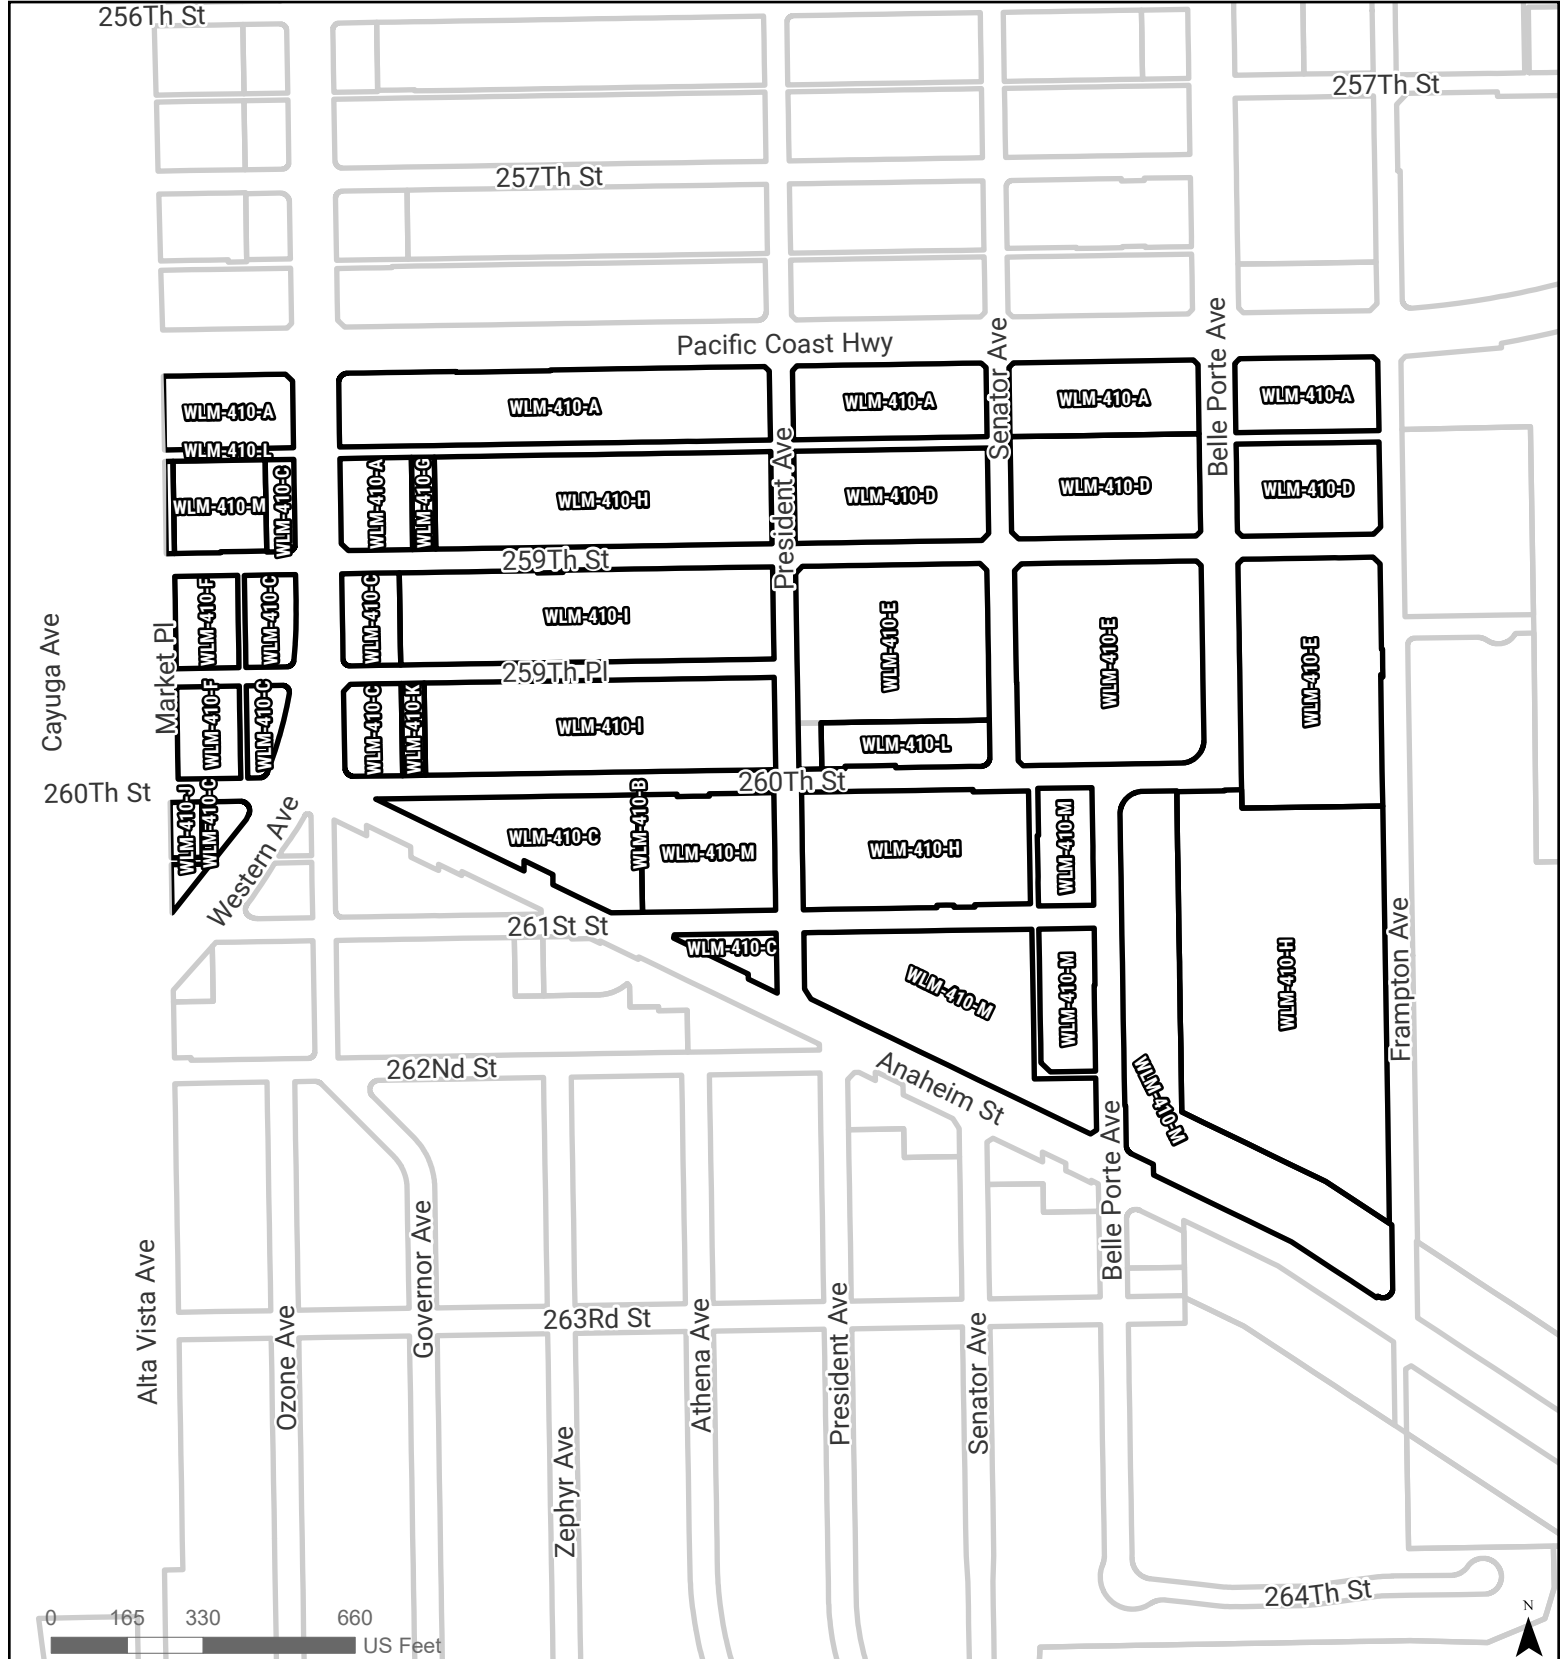 256Th St
257Th St
257Th St
Pacific Coast Hwy
Senator Ave
Belle Porte Ave
WLM-410-A
WLM-410-A
WLM-410-A
WLM-410-A
WLM-410-A
WLM-410-L
WLM-410-M
WLM-410-C
WLM-410-A
WLM-410-G
WLM-410-H
President Ave
WLM-410-D
WLM-410-D
WLM-410-D
259Th St
Cayuga Ave
Market Pl
WLM-410-F
WLM-410-C
WLM-410-C
WLM-410-I
WLM-410-E
WLM-410-E
WLM-410-E
259Th Pl
WLM-410-F
WLM-410-C
WLM-410-C
WLM-410-K
WLM-410-I
WLM-410-L
260Th St
260Th St
WLM-410-J
WLM-410-C
Western Ave
WLM-410-C
WLM-410-B
WLM-410-M
WLM-410-H
WLM-410-M
261St St
WLM-410-C
WLM-410-M
WLM-410-M
WLM-410-H
Frampton Ave
262Nd St
Anaheim St
WLM-410-M
Belle Porte Ave
Alta Vista Ave
Ozone Ave
Governor Ave
263Rd St
Zephyr Ave
Athena Ave
President Ave
Senator Ave
264Th St
0 165 330 660
US Feet
N